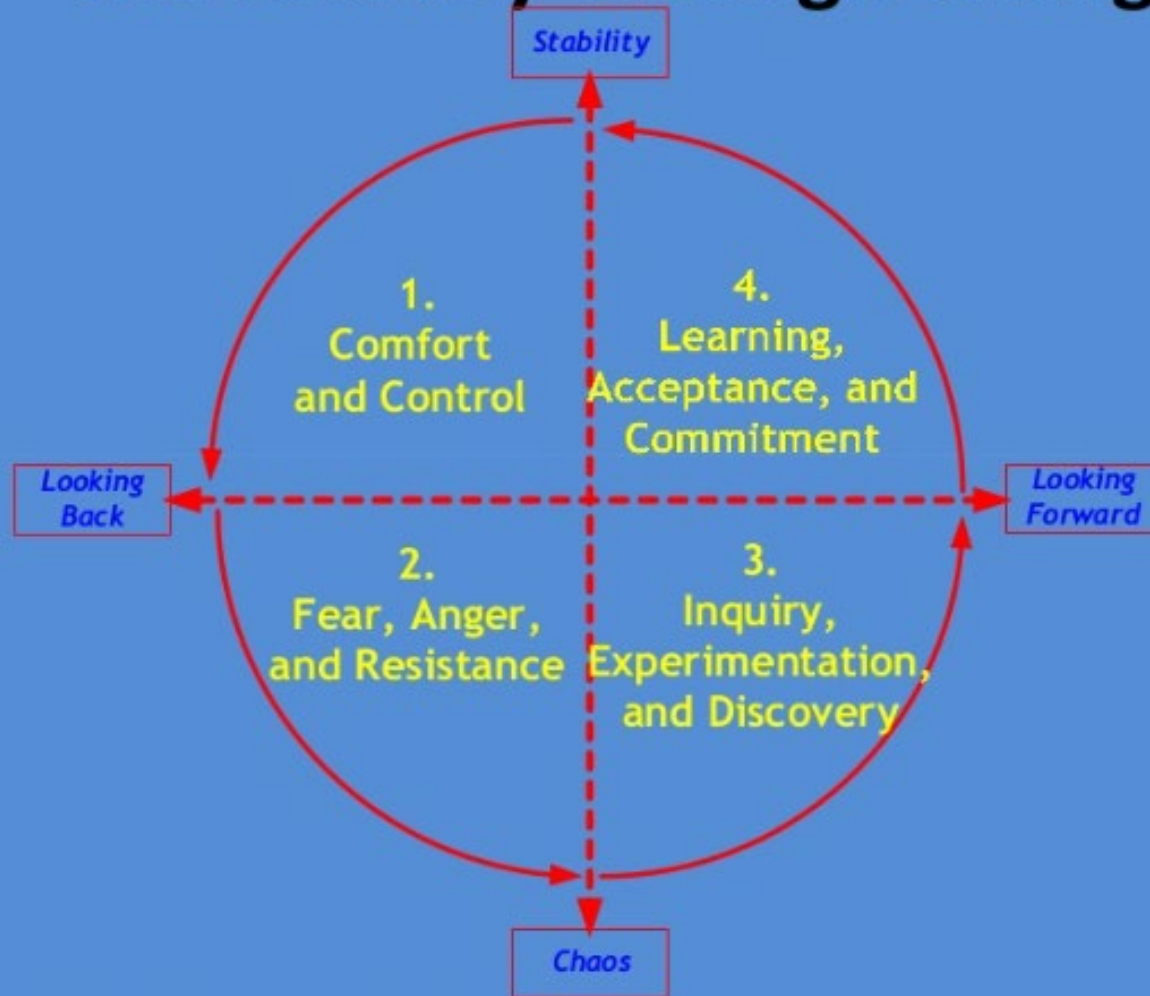 Stability
1.
Comfort
and Control
4.
Learning,
Acceptance, and
Commitment
Looking
Back
Looking
Forward
2.
Fear, Anger,
and Resistance
3.
Inquiry,
Experimentation,
and Discovery
Chaos